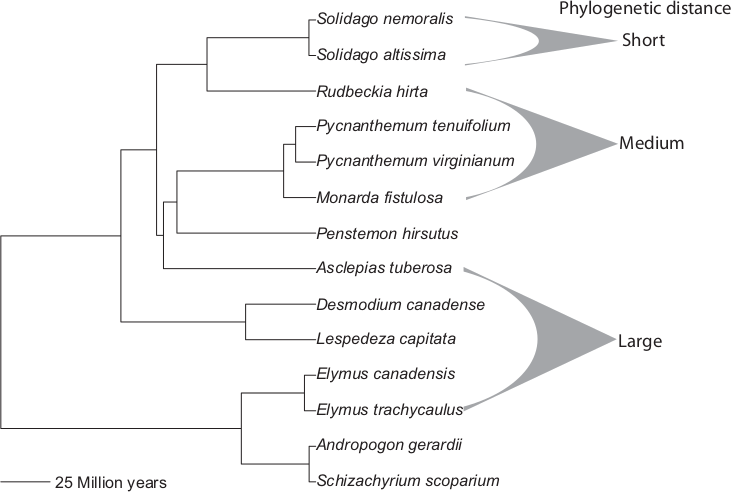 Phylogenetic distance
Solidago nemoralis
Short
Solidago altissima
Rudbeckia hirta
Pycnanthemum tenuifolium
Medium
Pycnanthemum virginianum
Monarda fistulosa
Penstemon hirsutus
Asclepias tuberosa
Desmodium canadense
Lespedeza capitata
Large
Elymus canadensis
Elymus trachycaulus
Andropogon gerardii
Schizachyrium scoparium
25 Million years